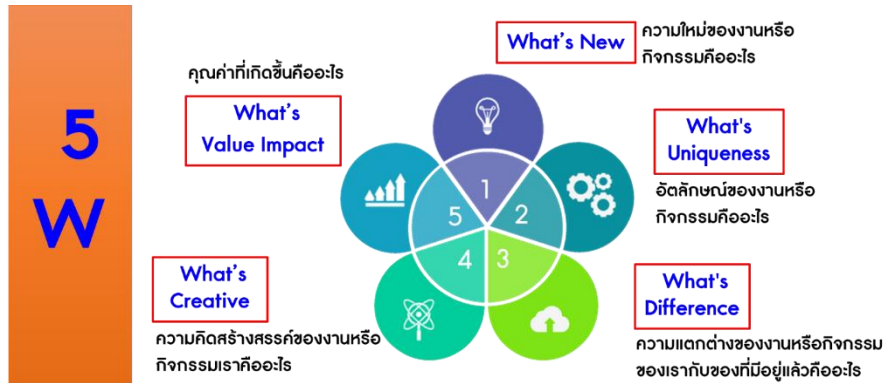 5
W
What's New
ความใหม่ของงานหรือ
กิจกรรมคืออะไร
What's
Uniqueness
อัตลักษณ์ของงานหรือ
กิจกรรมคืออะไร
What's
Difference
ความแตกต่างของงานหรือกิจกรรม
ของเรากับของที่มีอยู่แล้วคืออะไร
What's
Creative
ความคิดสร้างสรรค์ของงานหรือ
กิจกรรมเราคืออะไร
คุณค่าที่เกิดขึ้นคืออะไร
What's
Value Impact
1
2
3
4
5